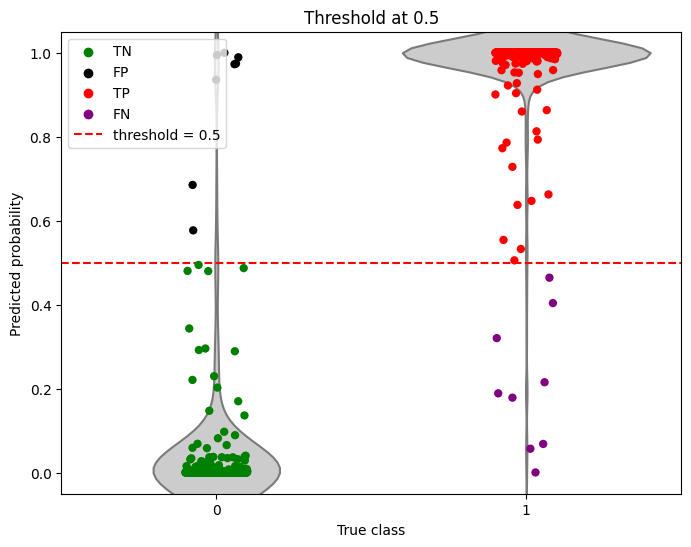 Threshold at 0.5
1.0
0.8
0.6
0.4
0.2
0.0
Predicted probability
TN
FP
TP
FN
threshold = 0.5
0
1
True class